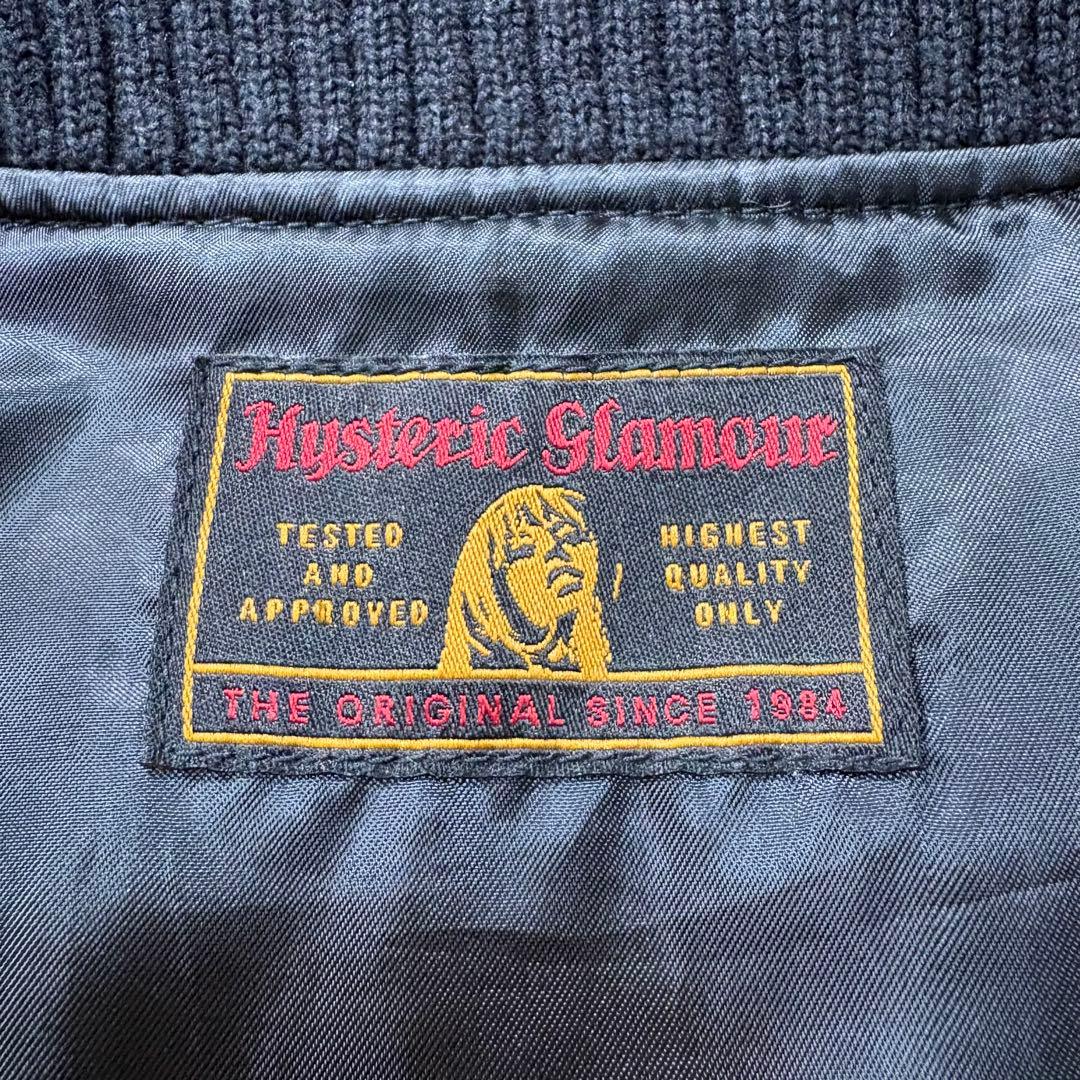 Hysteric Glamour
TESTED
AND
APPROVED
HIGHEST
QUALITY
ONLY
THE ORIGINAL SINCE 1984